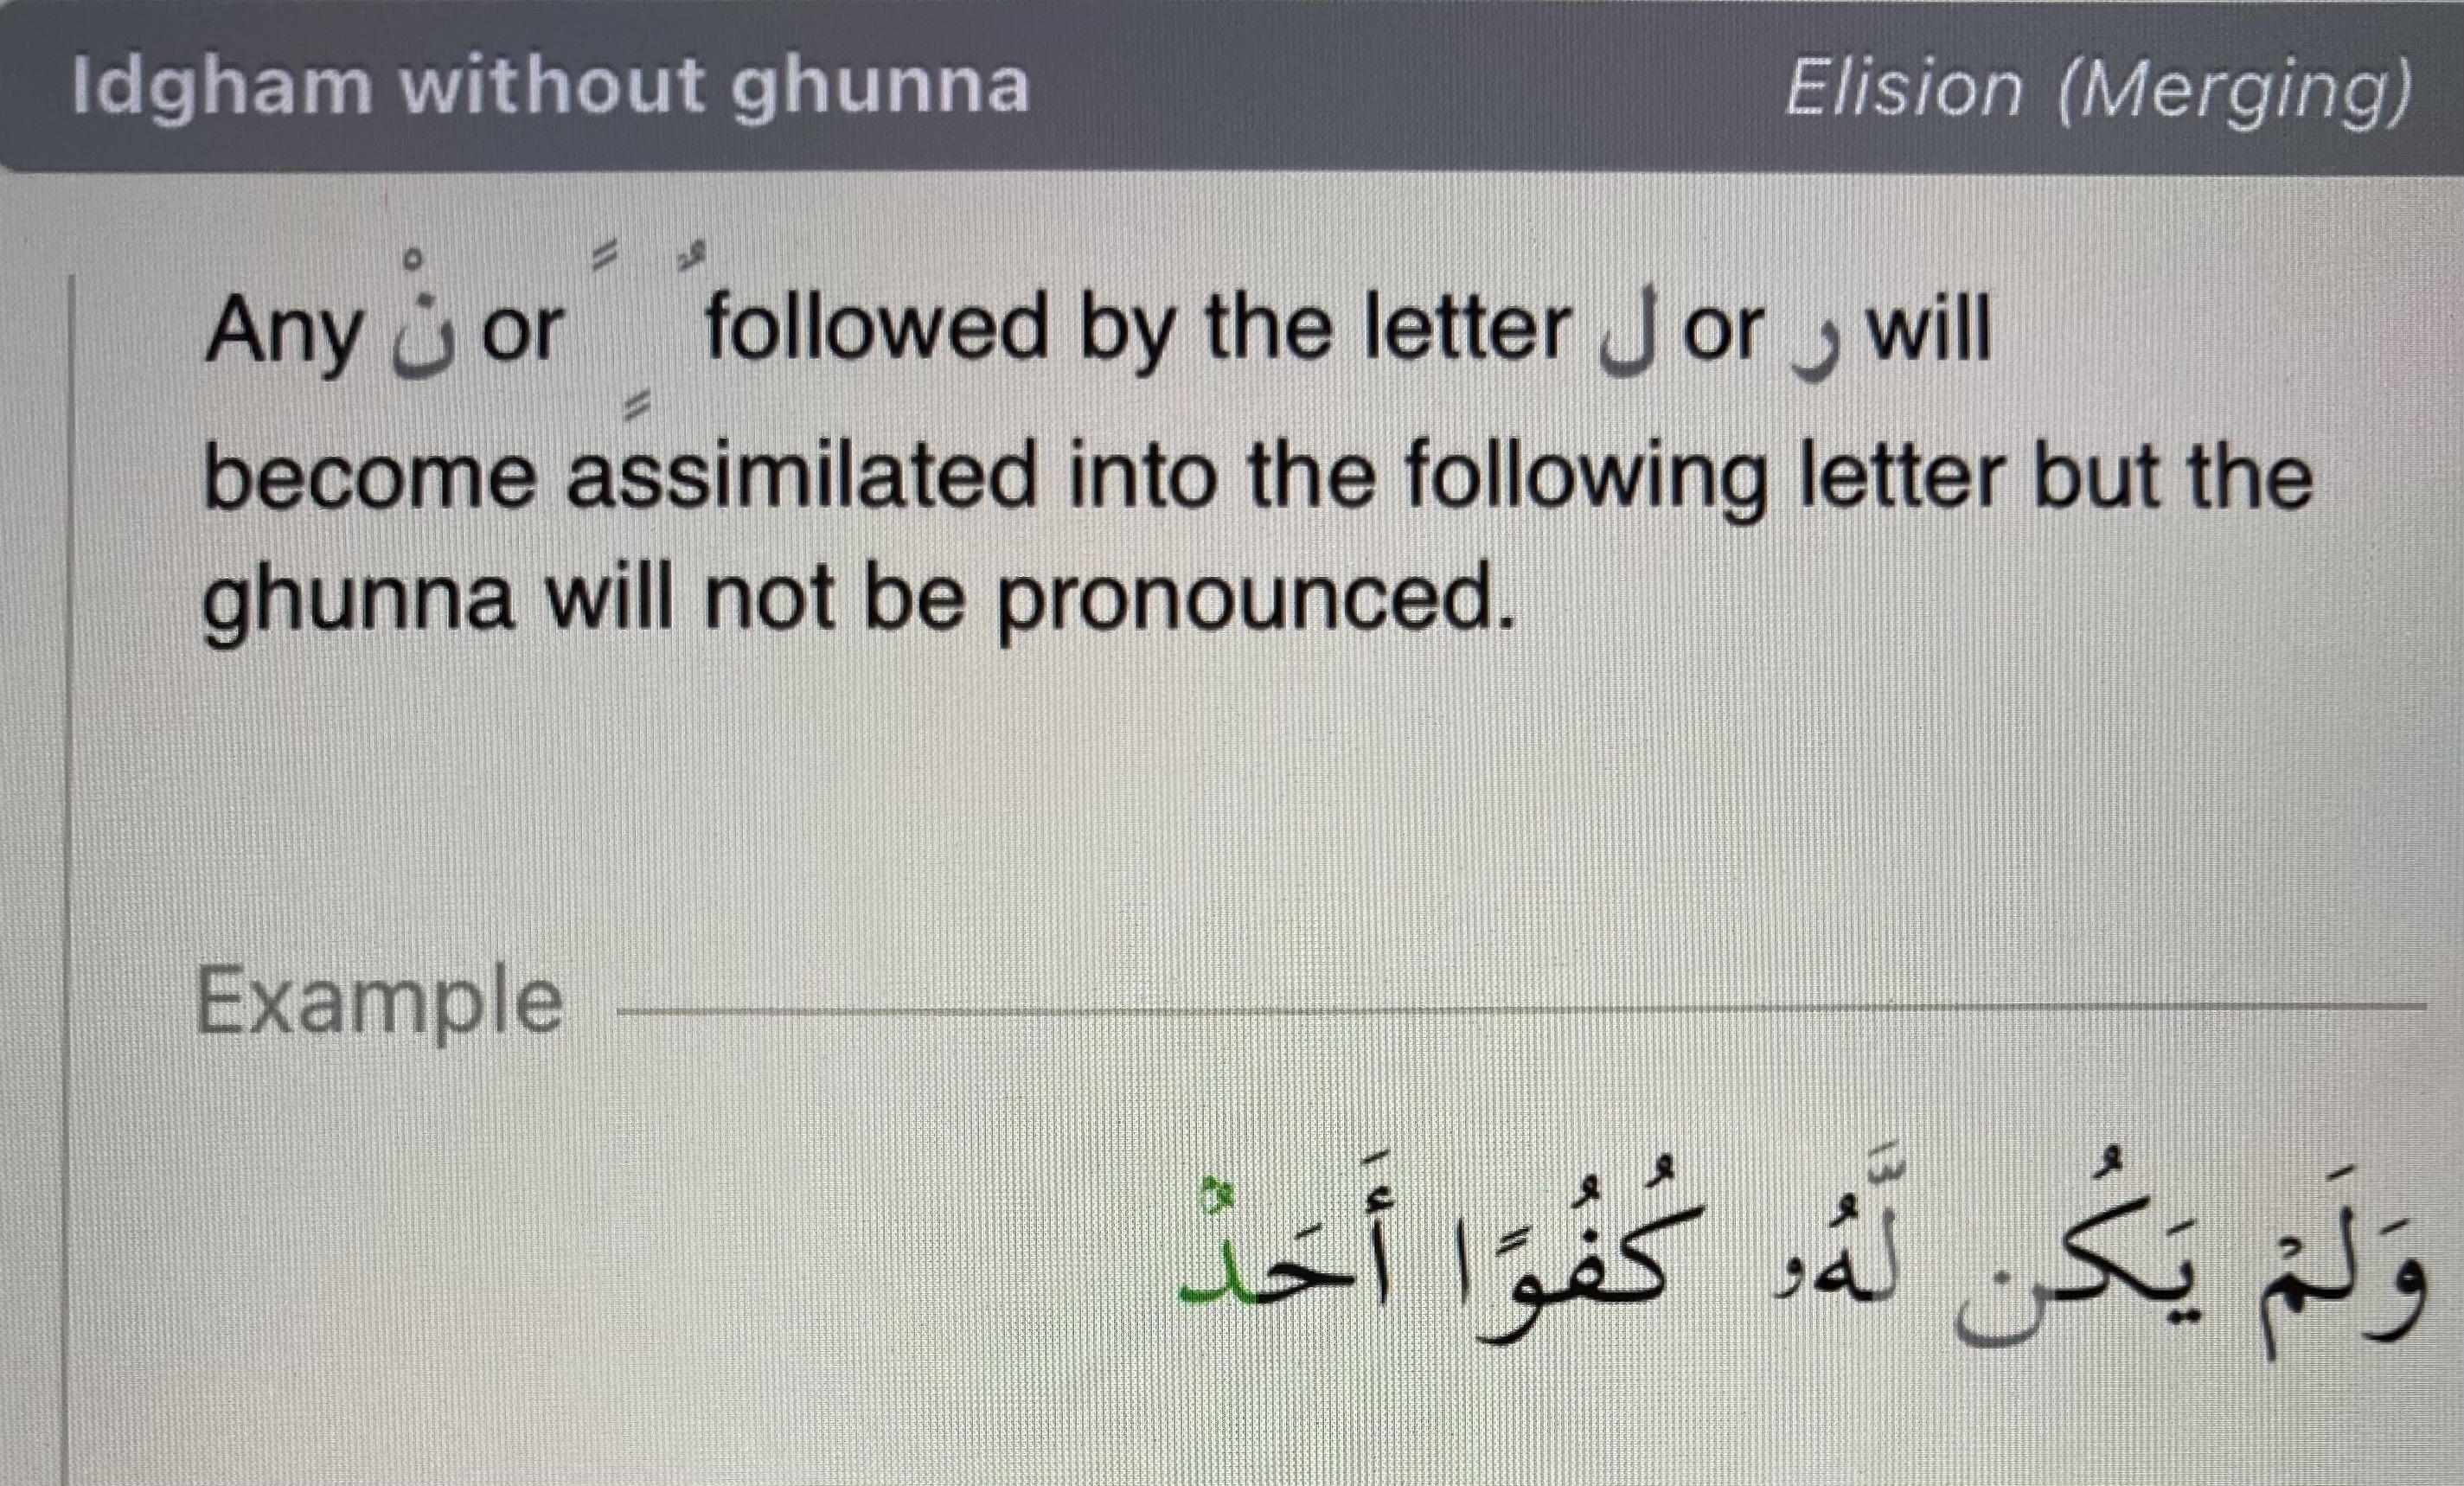 Idgham without ghunna Elision (Merging)
Any نْ or ً ٍ ٌ followed by the letter ل or ر will
become assimilated into the following letter but the
ghunna will not be pronounced.
Example
وَلَمْ يَكُن لَّهُۥ كُفُوًا أَحَدٌۢ